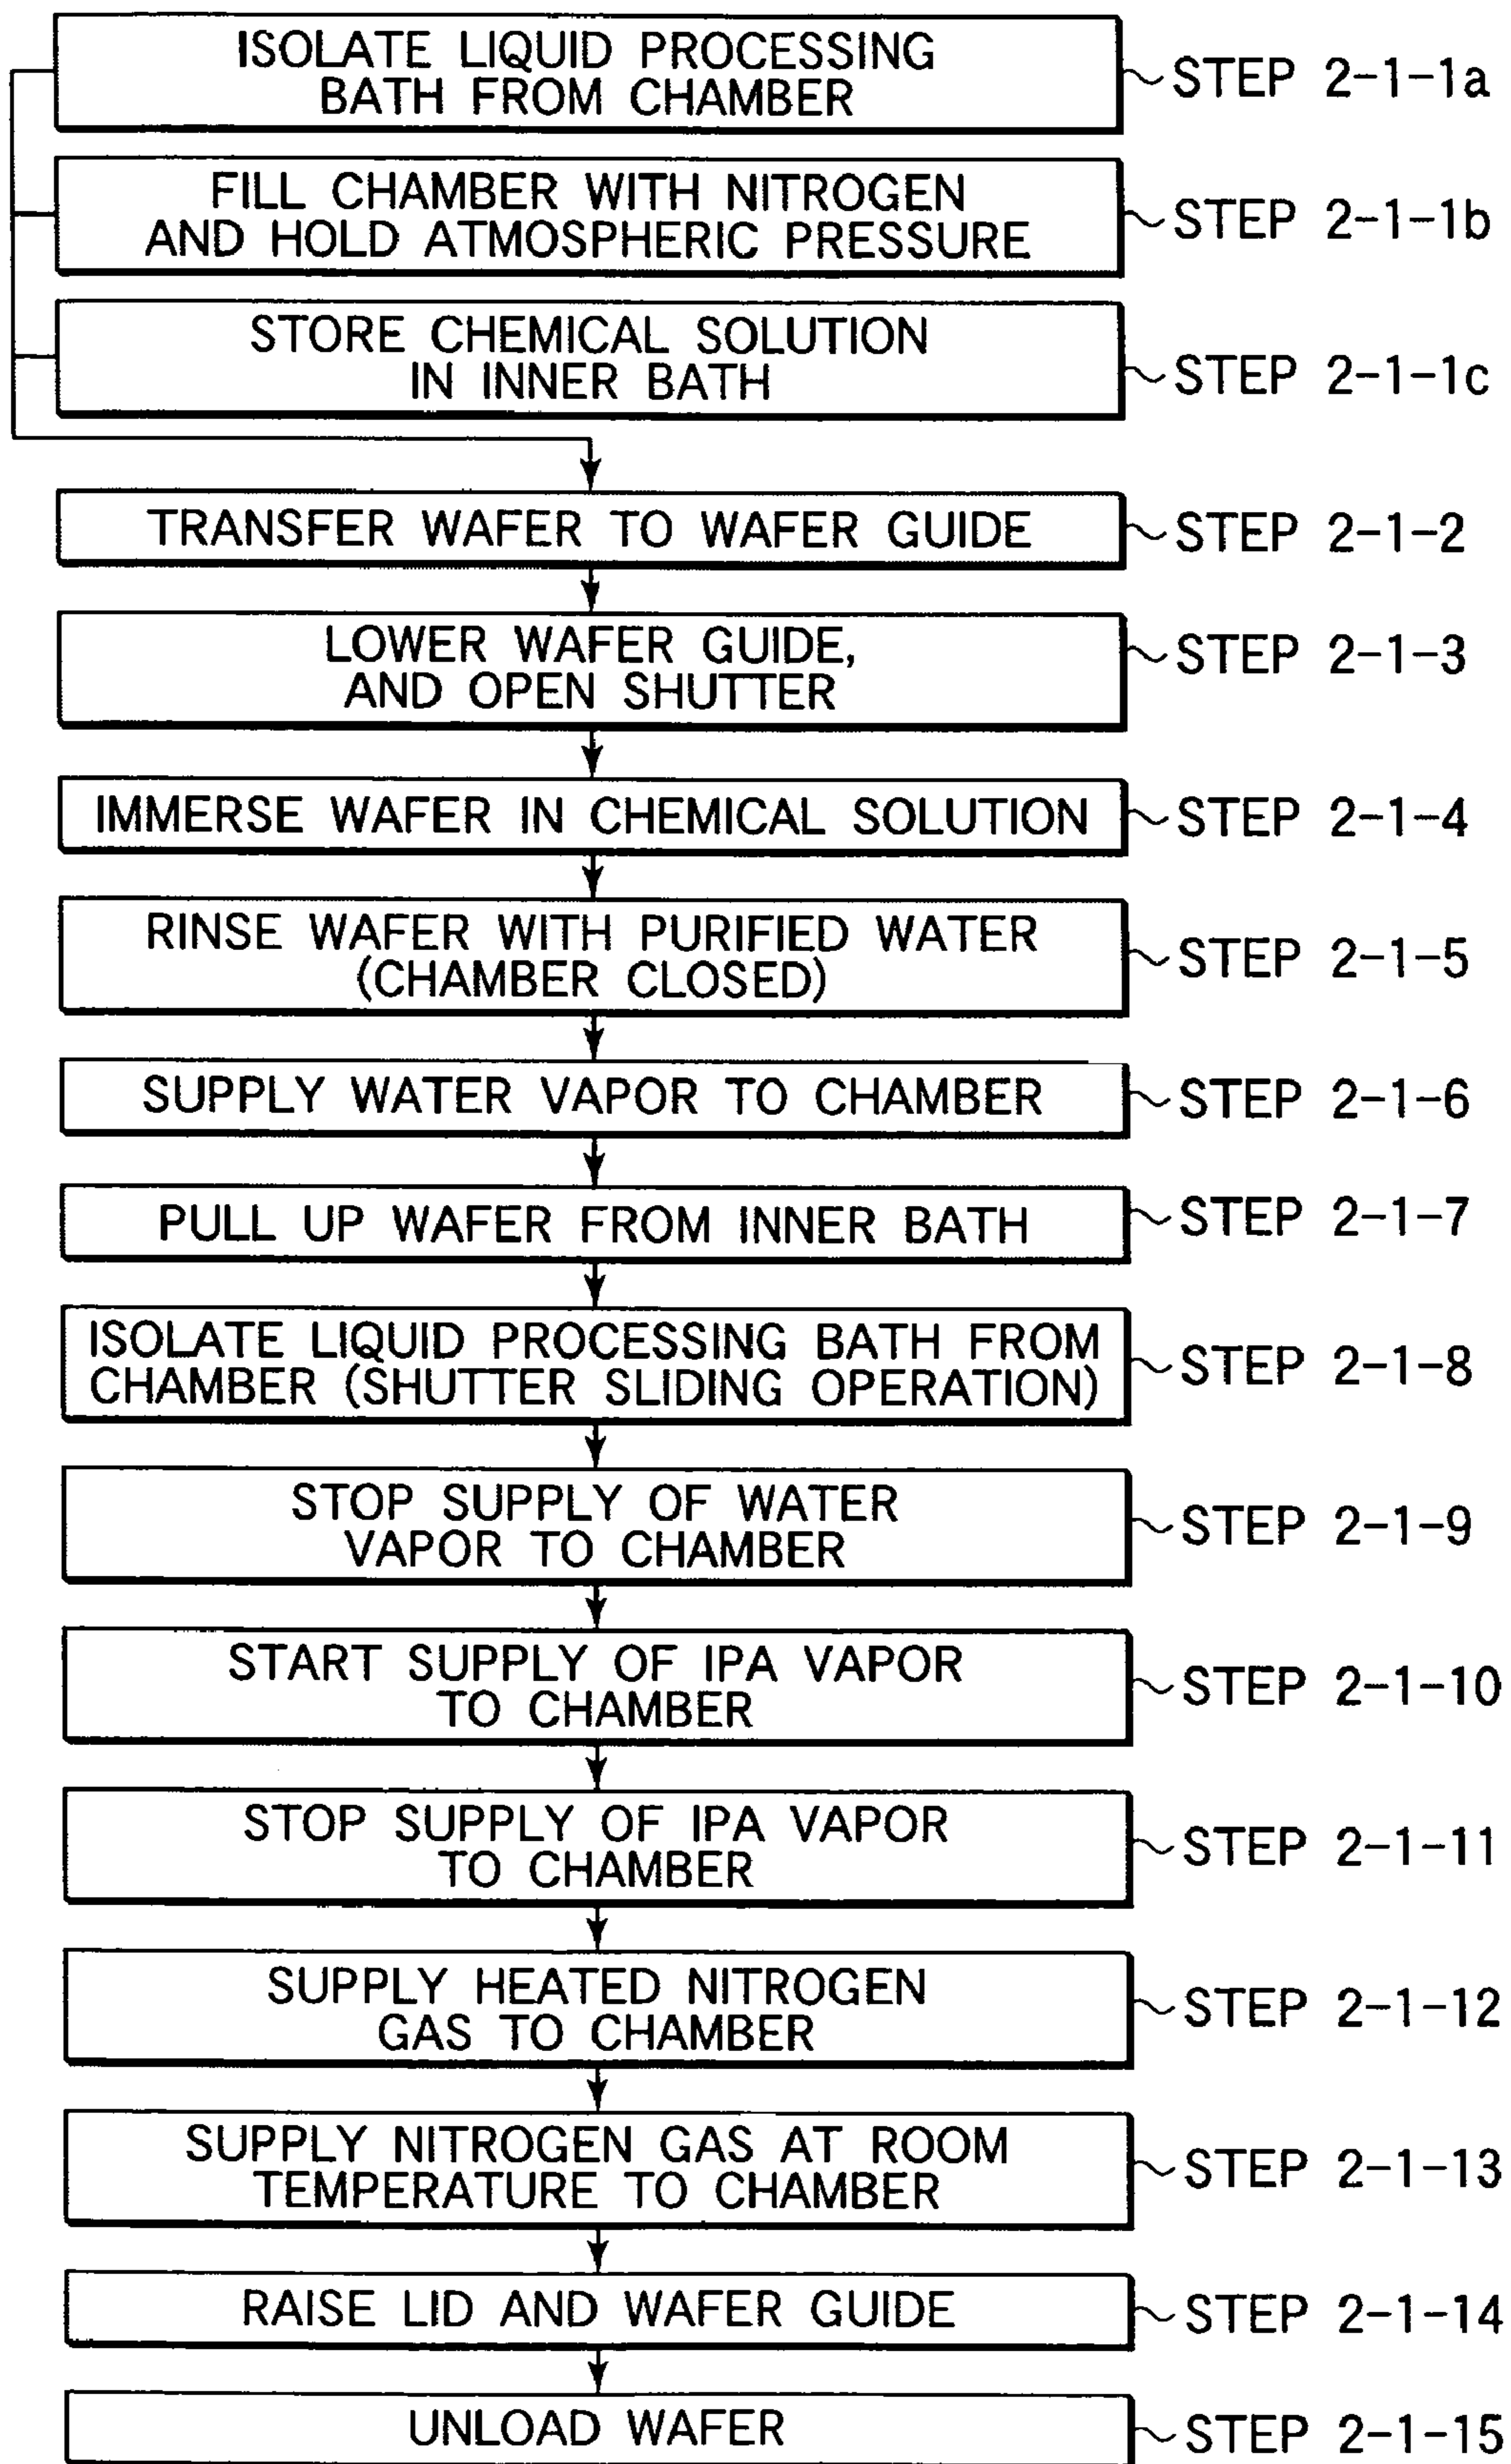 ISOLATE LIQUID PROCESSING
BATH FROM CHAMBER
STEP 2-1-1a
FILL CHAMBER WITH NITROGEN
AND HOLD ATMOSPHERIC PRESSURE
STEP 2-1-1b
STORE CHEMICAL SOLUTION
IN INNER BATH
STEP 2-1-1c
TRANSFER WAFER TO WAFER GUIDE
STEP 2-1-2
LOWER WAFER GUIDE,
AND OPEN SHUTTER
STEP 2-1-3
IMMERSE WAFER IN CHEMICAL SOLUTION
STEP 2-1-4
RINSE WAFER WITH PURIFIED WATER
(CHAMBER CLOSED)
STEP 2-1-5
SUPPLY WATER VAPOR TO CHAMBER
STEP 2-1-6
PULL UP WAFER FROM INNER BATH
STEP 2-1-7
ISOLATE LIQUID PROCESSING BATH FROM
CHAMBER (SHUTTER SLIDING OPERATION)
STEP 2-1-8
STOP SUPPLY OF WATER
VAPOR TO CHAMBER
STEP 2-1-9
START SUPPLY OF IPA VAPOR
TO CHAMBER
STEP 2-1-10
STOP SUPPLY OF IPA VAPOR
TO CHAMBER
STEP 2-1-11
SUPPLY HEATED NITROGEN
GAS TO CHAMBER
STEP 2-1-12
SUPPLY NITROGEN GAS AT ROOM
TEMPERATURE TO CHAMBER
STEP 2-1-13
RAISE LID AND WAFER GUIDE
STEP 2-1-14
UNLOAD WAFER
STEP 2-1-15